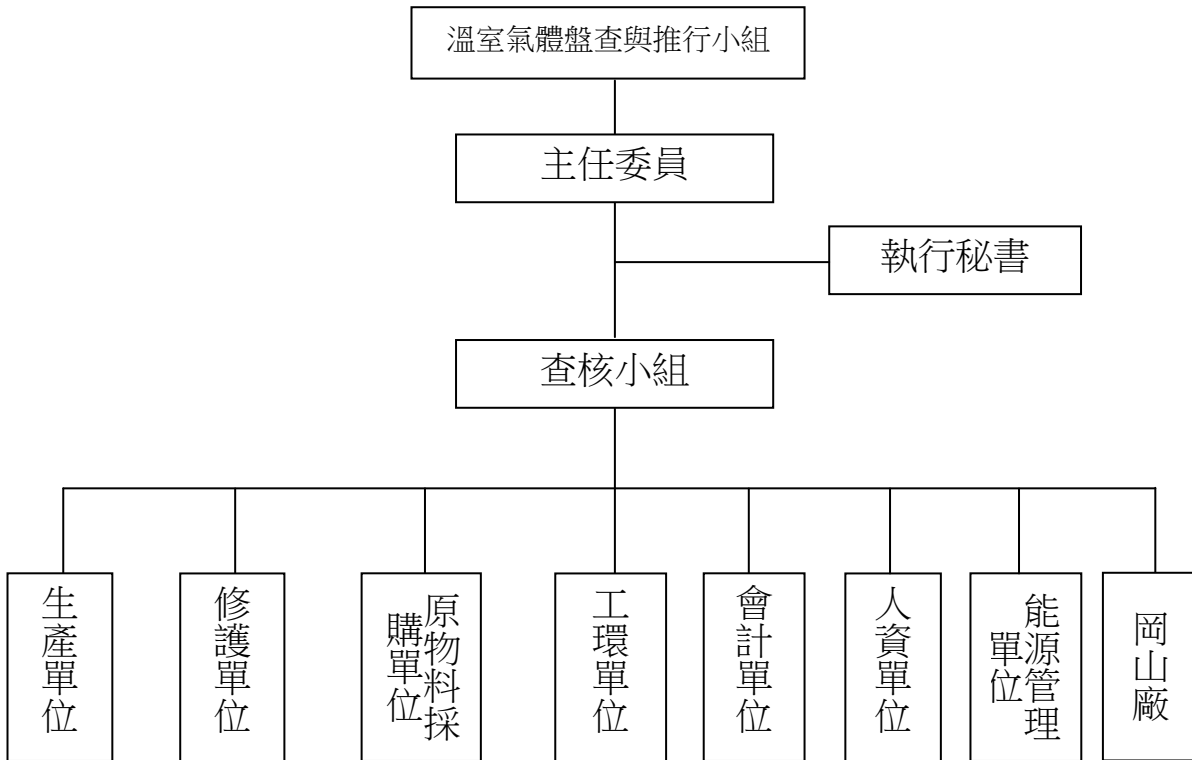 溫室氣體盤查與推行小組
主任委員
執行秘書
查核小組
生產單位
修護單位
原物料採
購單位
工環單位
會計單位
人資單位
能源管理
單位
岡山廠